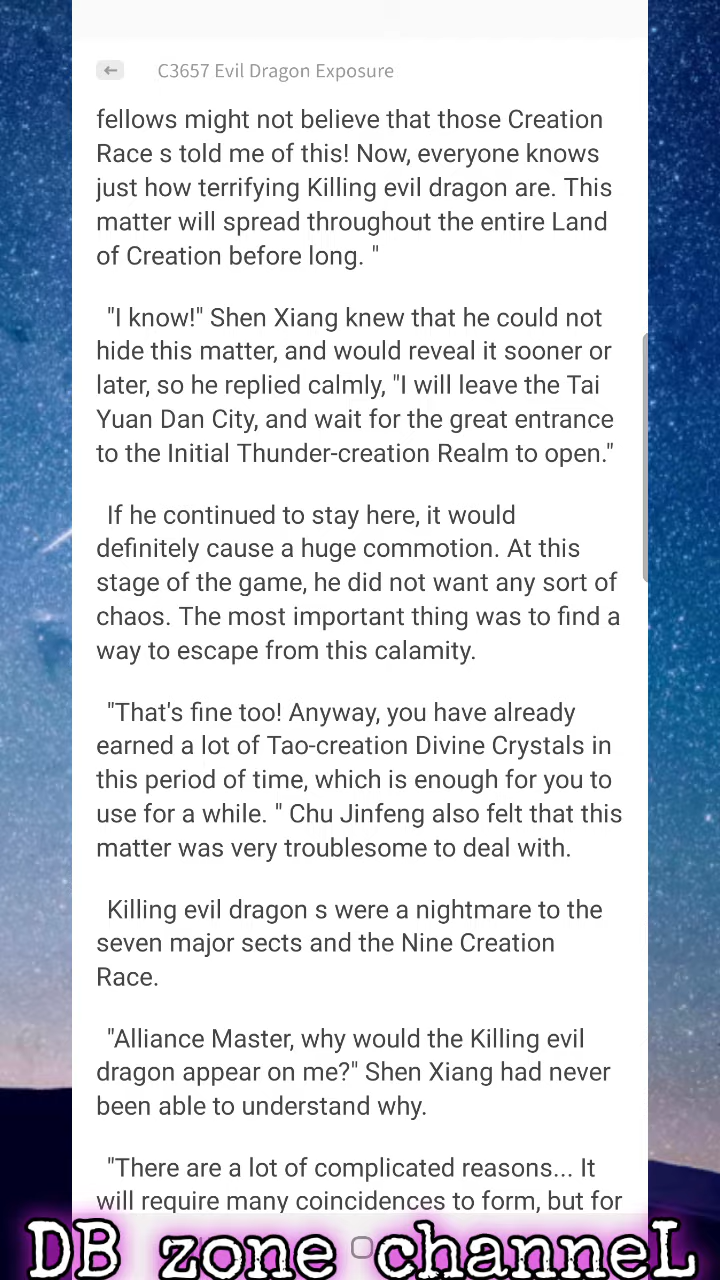 C3657 Evil Dragon Exposure
fellows might not believe that those Creation
Race s told me of this! Now, everyone knows
just how terrifying Killing evil dragon are. This
matter will spread throughout the entire Land
of Creation before long. "
"I know!" Shen Xiang knew that he could not
hide this matter, and would reveal it sooner or
later, so he replied calmly, "I will leave the Tai
Yuan Dan City, and wait for the great entrance
to the Initial Thunder-creation Realm to open."
If he continued to stay here, it would
definitely cause a huge commotion. At this
stage of the game, he did not want any sort of
chaos. The most important thing was to find a
way to escape from this calamity.
"That's fine too! Anyway, you have already
earned a lot of Tao-creation Divine Crystals in
this period of time, which is enough for you to
use for a while. " Chu Jinfeng also felt that this
matter was very troublesome to deal with.
Killing evil dragon s were a nightmare to the
seven major sects and the Nine Creation
Race.
"Alliance Master, why would the Killing evil
dragon appear on me?" Shen Xiang had never
been able to understand why.
"There are a lot of complicated reasons... It
will require many coincidences to form, but for
DB zone channeL